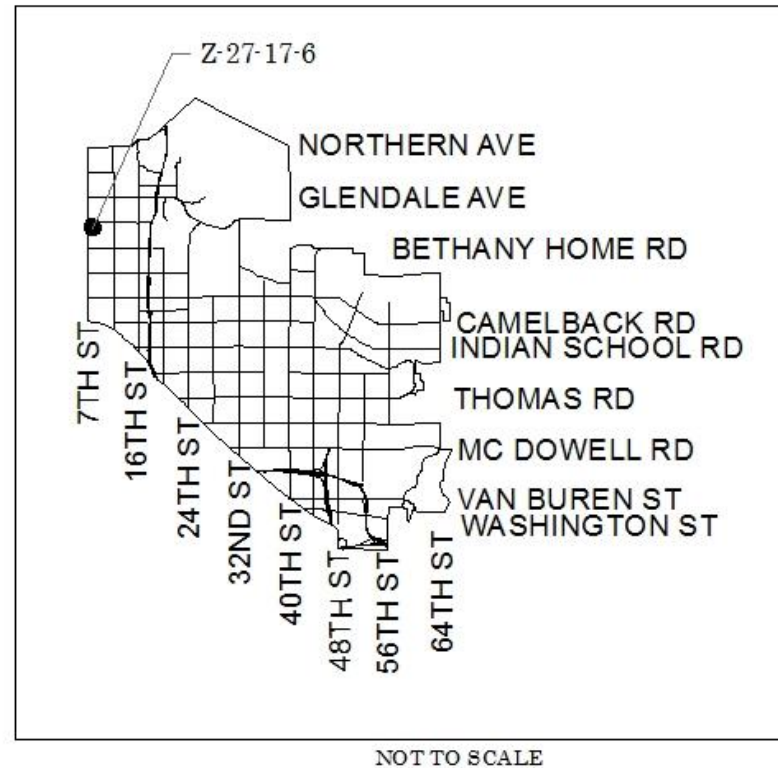 Z-27-17-6
NORTHERN AVE
GLENDALE AVE
BETHANY HOME RD
CAMELBACK RD
INDIAN SCHOOL RD
THOMAS RD
MC DOWELL RD
VAN BUREN ST
WASHINGTON ST
7TH ST
16TH ST
24TH ST
32ND ST
40TH ST
48TH ST
56TH ST
64TH ST
NOT TO SCALE